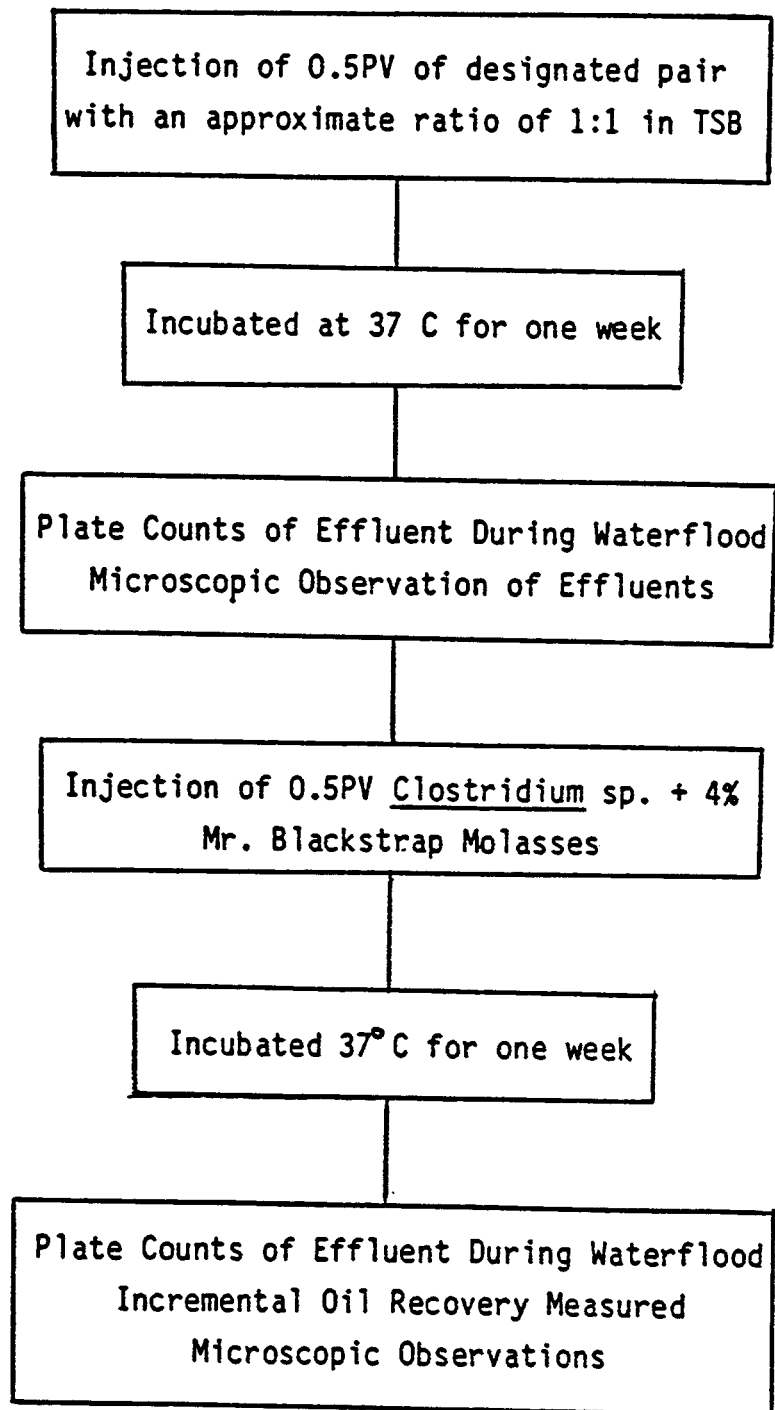 Injection of 0.5PV of designated pair
with an approximate ratio of 1:1 in TSB
Incubated at 37 C for one week
Plate Counts of Effluent During Waterflood
Microscopic Observation of Effluents
Injection of 0.5PV Clostridium sp. + 4%
Mr. Blackstrap Molasses
Incubated 37°C for one week
Plate Counts of Effluent During Waterflood
Incremental Oil Recovery Measured
Microscopic Observations